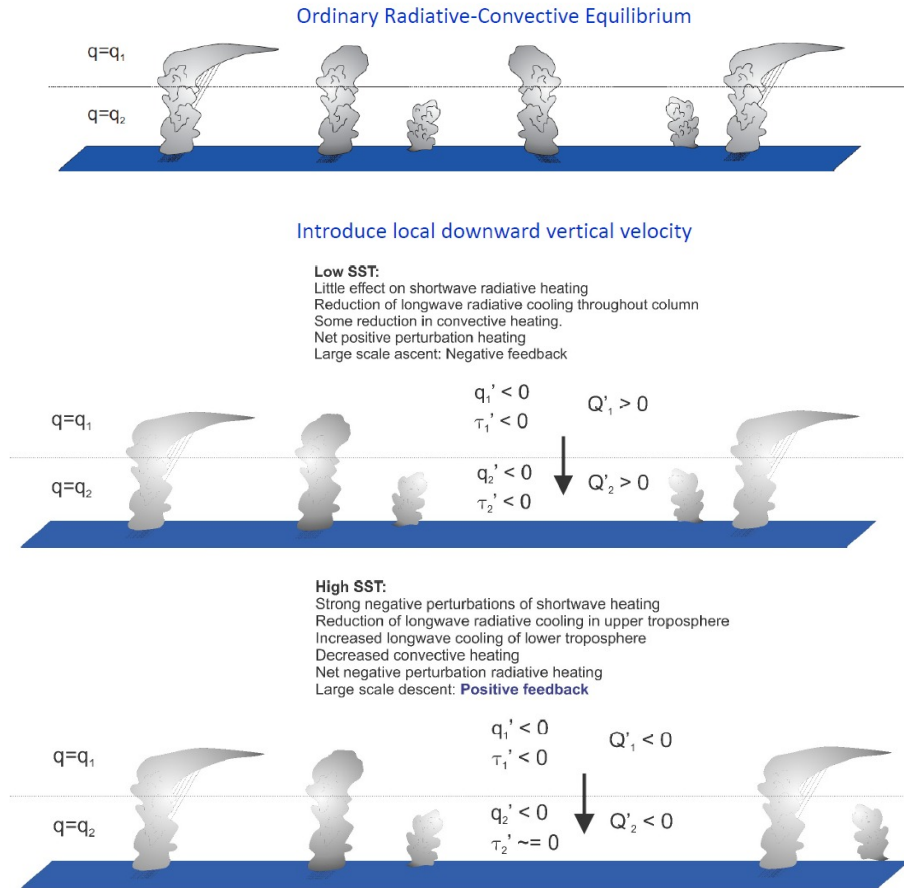 Ordinary Radiative-Convective Equilibrium
q=q₁
q=q₂
Introduce local downward vertical velocity
Low SST:
Little effect on shortwave radiative heating
Reduction of longwave radiative cooling throughout column
Some reduction in convective heating.
Net positive perturbation heating
Large scale ascent: Negative feedback
q₁' < 0
τ₁' < 0
Q'₁ > 0
q=q₁
q=q₂
q₂' < 0
τ₂' < 0
Q'₂ > 0
High SST:
Strong negative perturbations of shortwave heating
Reduction of longwave radiative cooling in upper troposphere
Increased longwave cooling of lower troposphere
Decreased convective heating
Net negative perturbation radiative heating
Large scale descent: Positive feedback
q₁' < 0
τ₁' < 0
Q'₁ < 0
q=q₁
q=q₂
q₂' < 0
τ₂' ~= 0
Q'₂ < 0